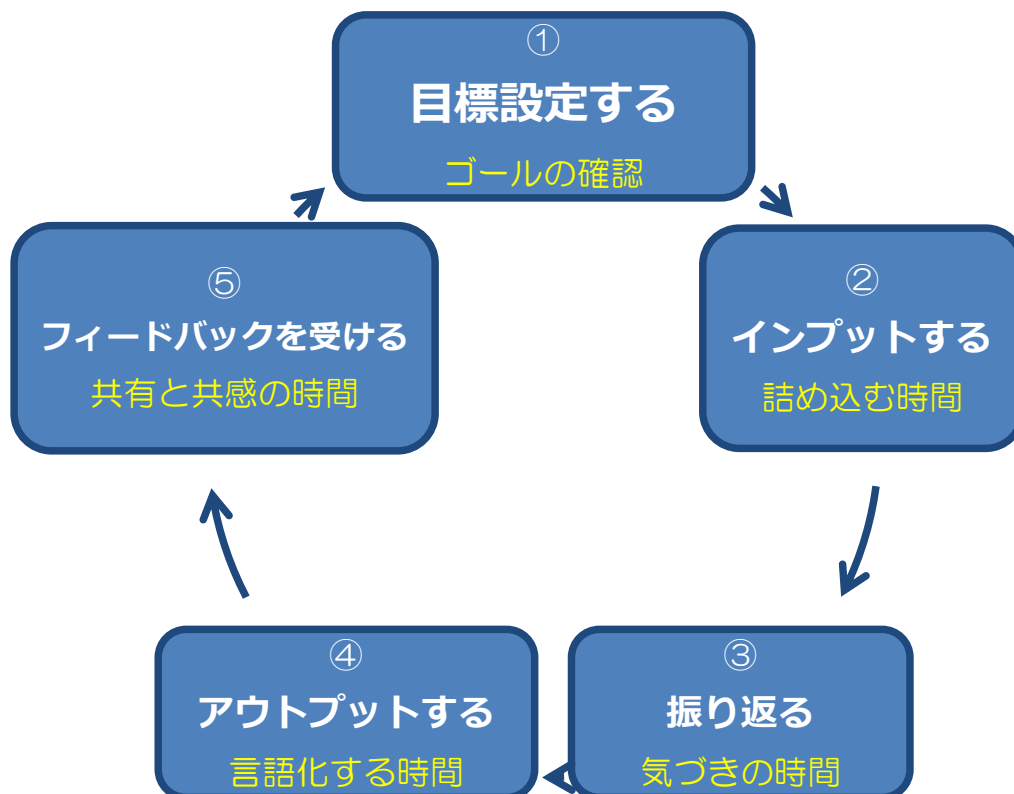 ①
目標設定する
ゴールの確認
②
インプットする
詰め込む時間
③
振り返る
気づきの時間
④
アウトプットする
言語化する時間
⑤
フィードバックを受ける
共有と共感の時間